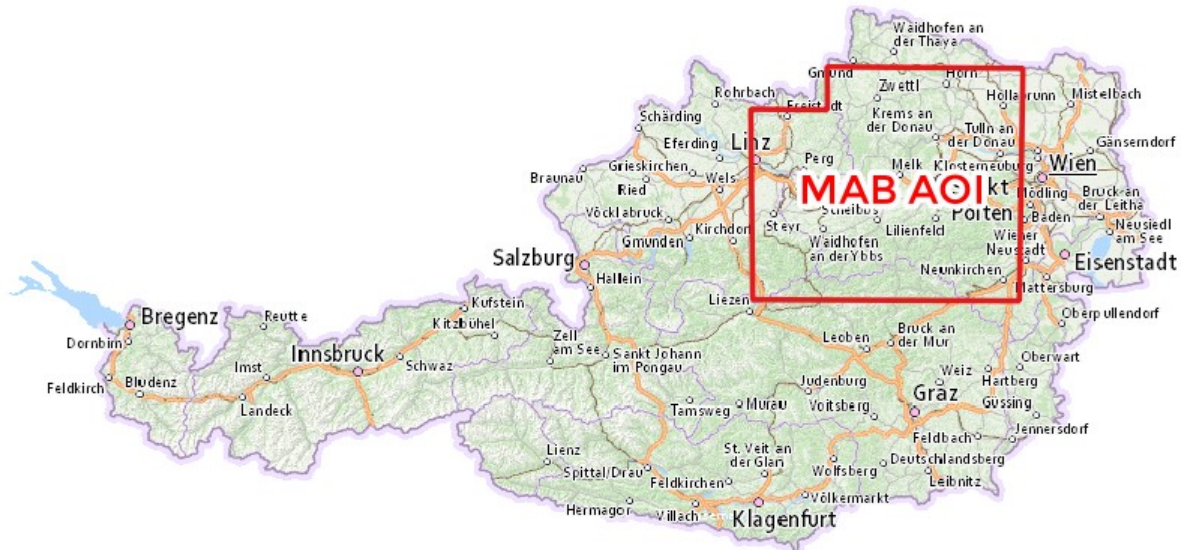 Waidhofen an
der Thaya
Gmund
Horn
Zwettl
Rohrbach
Freistadt
Hollabrunn
Mistelbach
Schärding
Krems an
der Donau
Tulln an
der Donau
Linz
Eferding
Gänserndorf
Grieskirchen
Perg
Melk
Klosterneuburg
Wien
Braunau
Ried
Wels
MAB AOI
kt
Pölten
Mödling
Bruck an
der Leitha
Vöcklabruck
Scheibbs
Baden
Steyr
Lilienfeld
Neusiedl
am See
Gmunden
Kirchdorf
Waidhofen
an der Ybbs
Wiener
Neustadt
Salzburg
Eisenstadt
Hallein
Neunkirchen
Mattersburg
Liezen
Kufstein
Oberpullendorf
Bregenz
Reutte
Kitzbühel
Dornbirn
Zell
am See
Leoben
Bruck an
der Mur
Innsbruck
Sankt Johann
im Pongau
Oberwart
Schwaz
Imst
Weiz
Hartberg
Feldkirch
Bludenz
Judenburg
Landeck
Tamsweg
Murau
Voitsberg
Graz
Güssing
Jennersdorf
Feldbach
Lienz
St. Veit an
der Glan
Deutschlandsberg
Spittal/Drau
Wolfsberg
Feldkirchen
Leibnitz
Hermagor
Völkermarkt
Villach
Klagenfurt